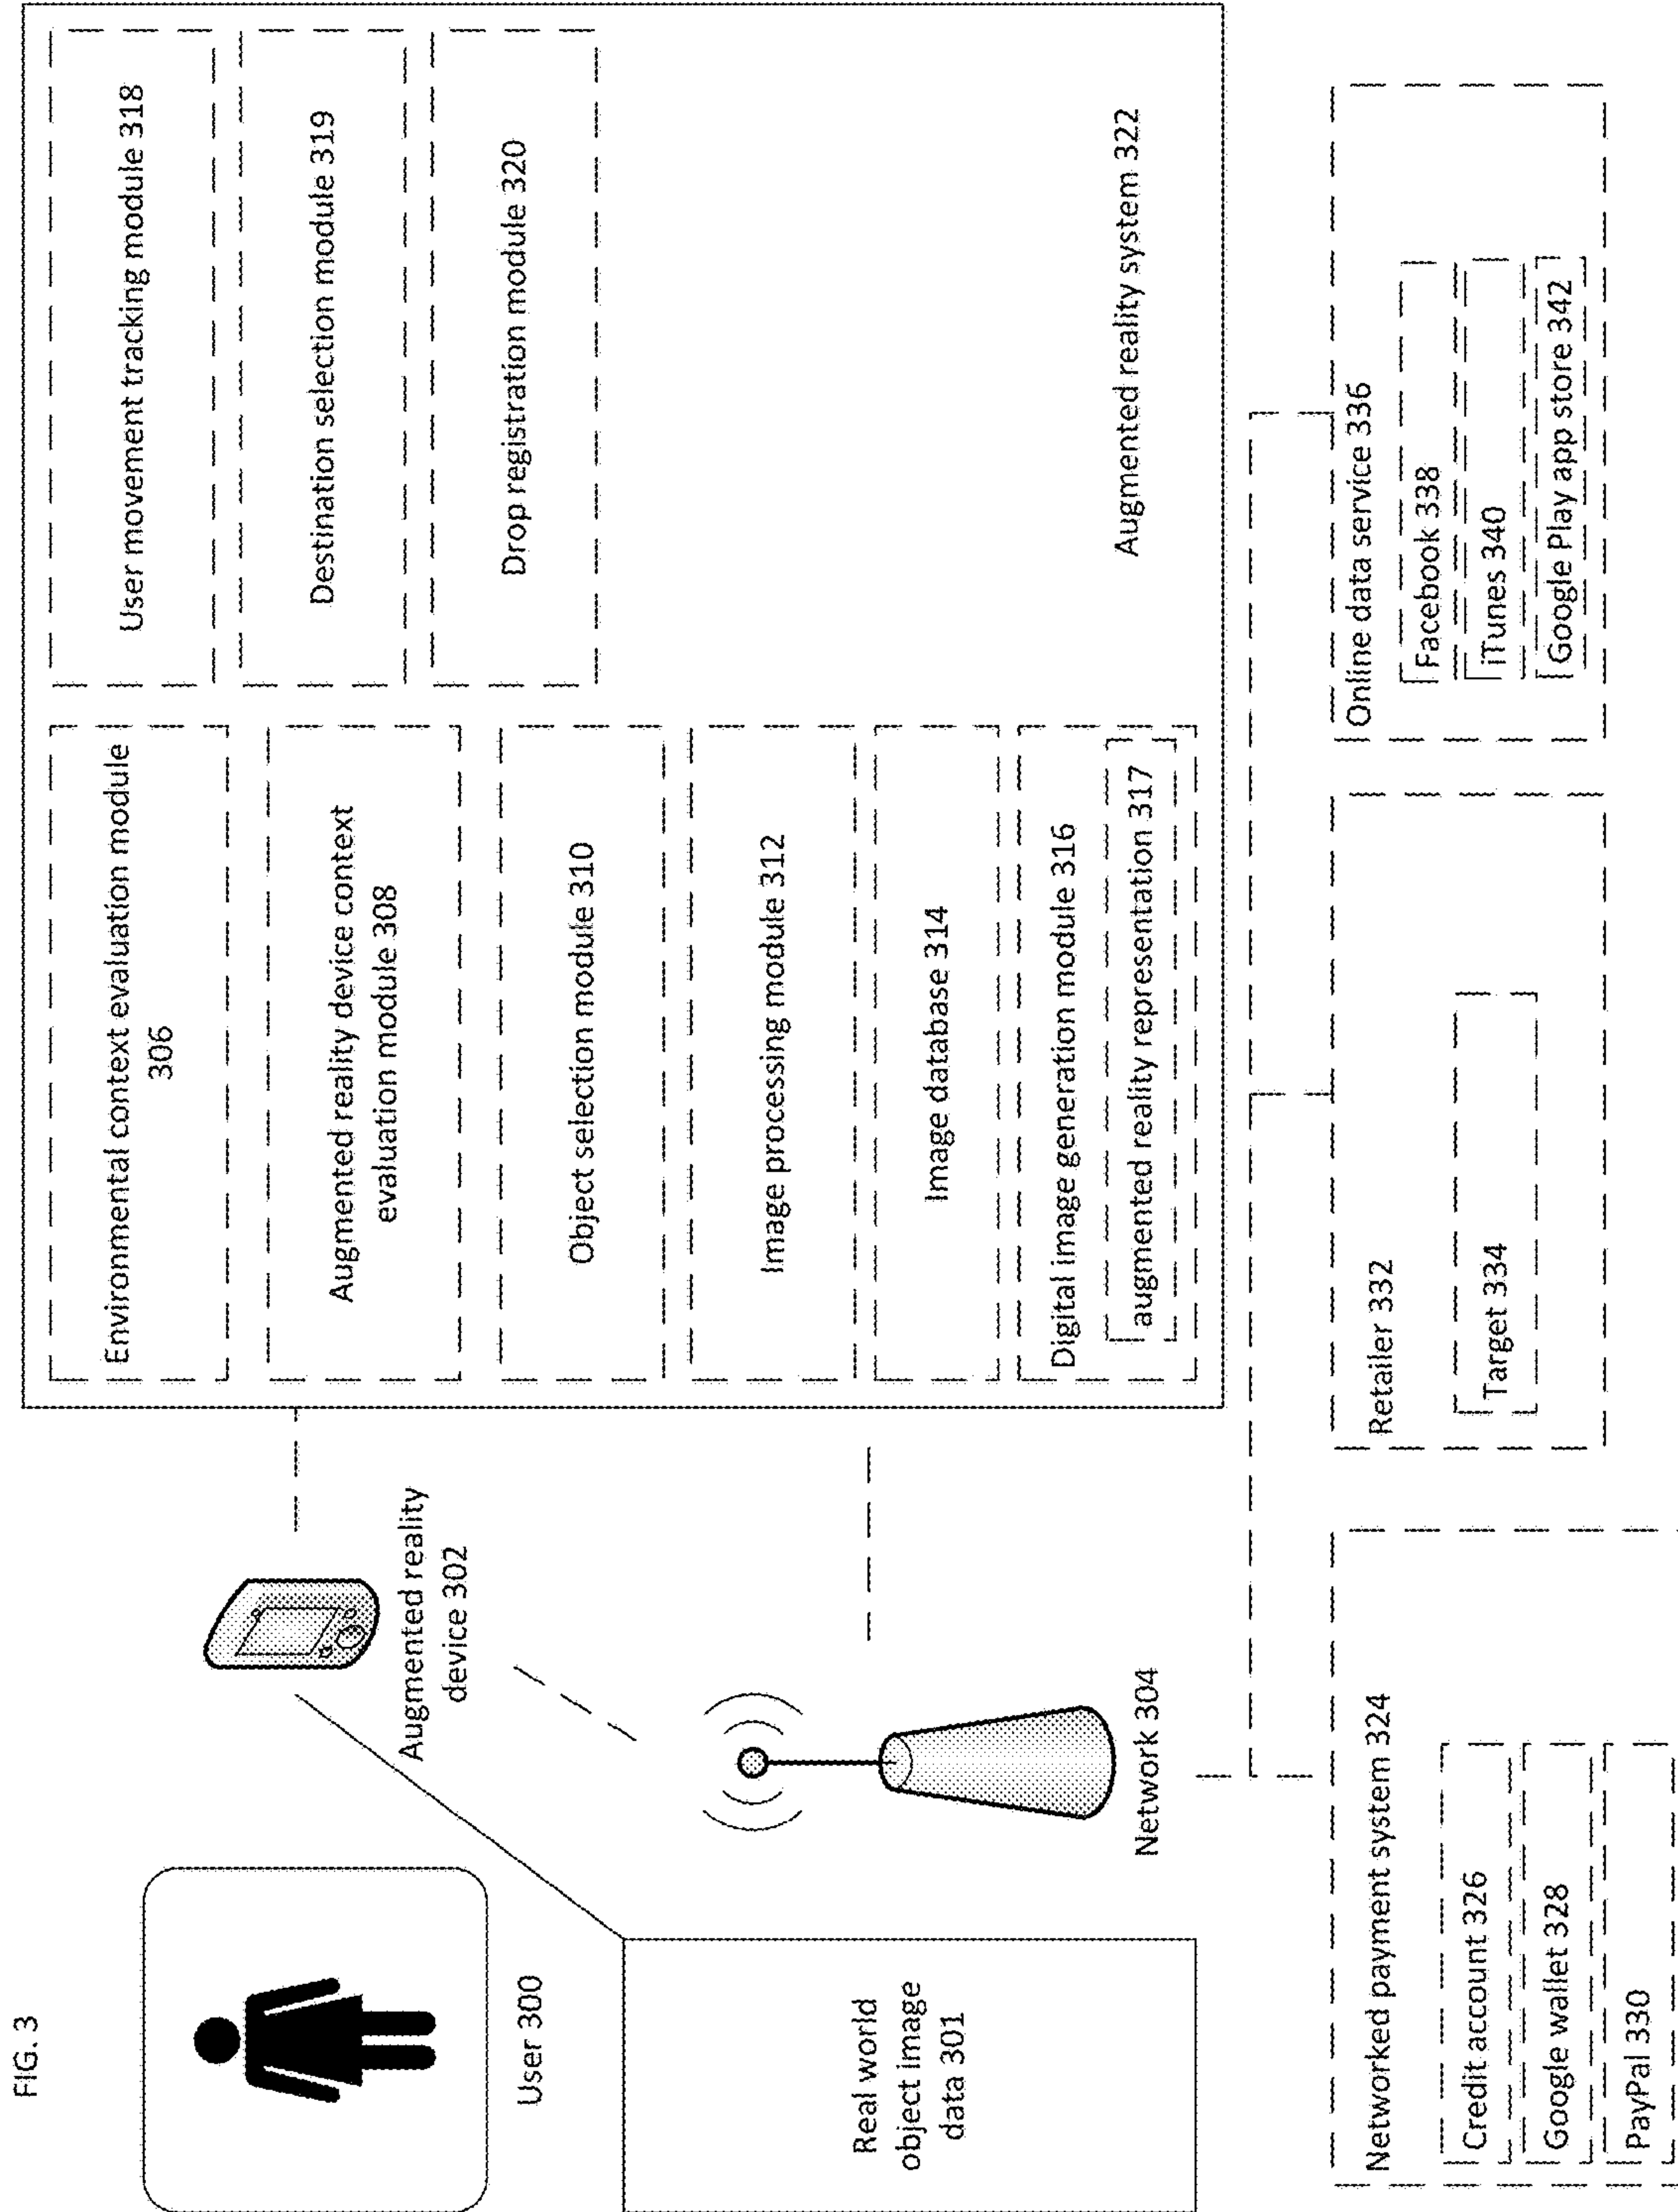 FIG. 3
User 300
Real world
object image
data 301
Augmented reality
device 302
Network 304
Environmental context evaluation module
306
Augmented reality device context
evaluation module 308
Object selection module 310
Image processing module 312
Image database 314
Digital image generation module 316
augmented reality representation 317
User movement tracking module 318
Destination selection module 319
Drop registration module 320
Augmented reality system 322
Networked payment system 324
Credit account 326
Google wallet 328
PayPal 330
Retailer 332
Target 334
Online data service 336
Facebook 338
iTunes 340
Google Play app store 342